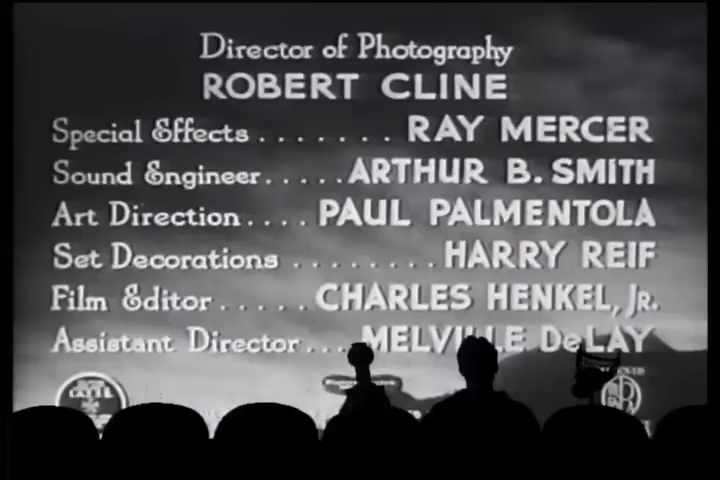 Director of Photography
ROBERT CLINE
Special Effects . . . . . . . RAY MERCER
Sound Engineer. . . . . ARTHUR B. SMITH
Art Direction . . . . PAUL PALMENTOLA
Set Decorations . . . . . . . . HARRY REIF
Film Editor . . . . . CHARLES HENKEL, JR.
Assistant Director . . . MELVILLE DeLAY